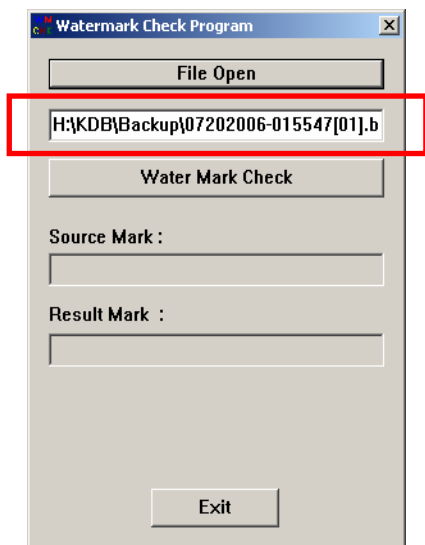 Watermark Check Program
File Open
H:\KDB\Backup\07202006-015547[01].b
Water Mark Check
Source Mark :
Result Mark :
Exit